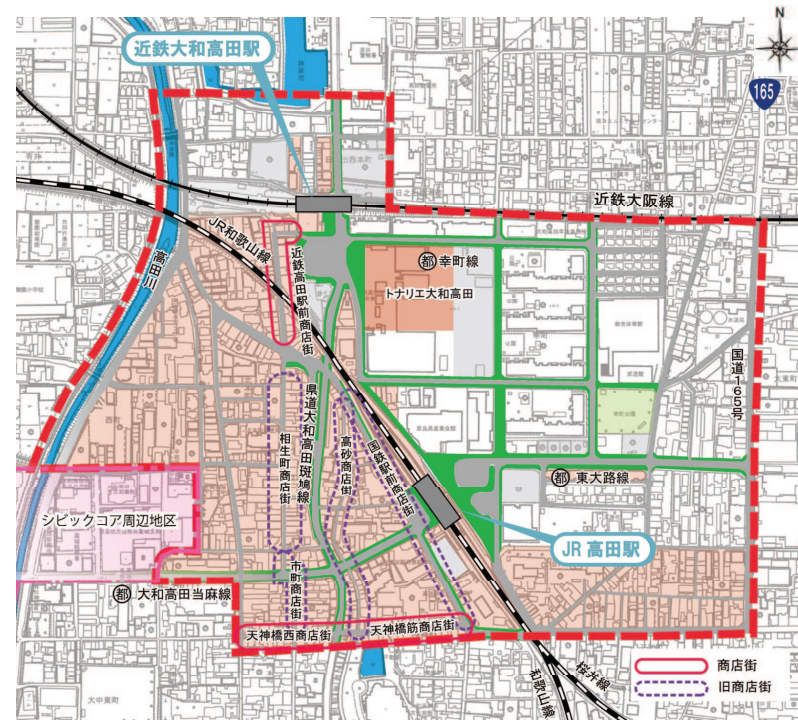 N
近鉄大和高田駅
165
近鉄大阪線
JR和歌山線
高田川
近鉄高田駅前商店街
都 幸町線
トナリエ大和高田
国道165号
県道大和高田斑鳩線
相生町商店街
高砂商店街
国鉄駅前商店街
都 東大路線
シビックコア周辺地区
JR 高田駅
市町商店街
都 大和高田当麻線
天神橋西商店街
天神橋筋商店街
桜井線
和歌山線
商店街
旧商店街
大中東町